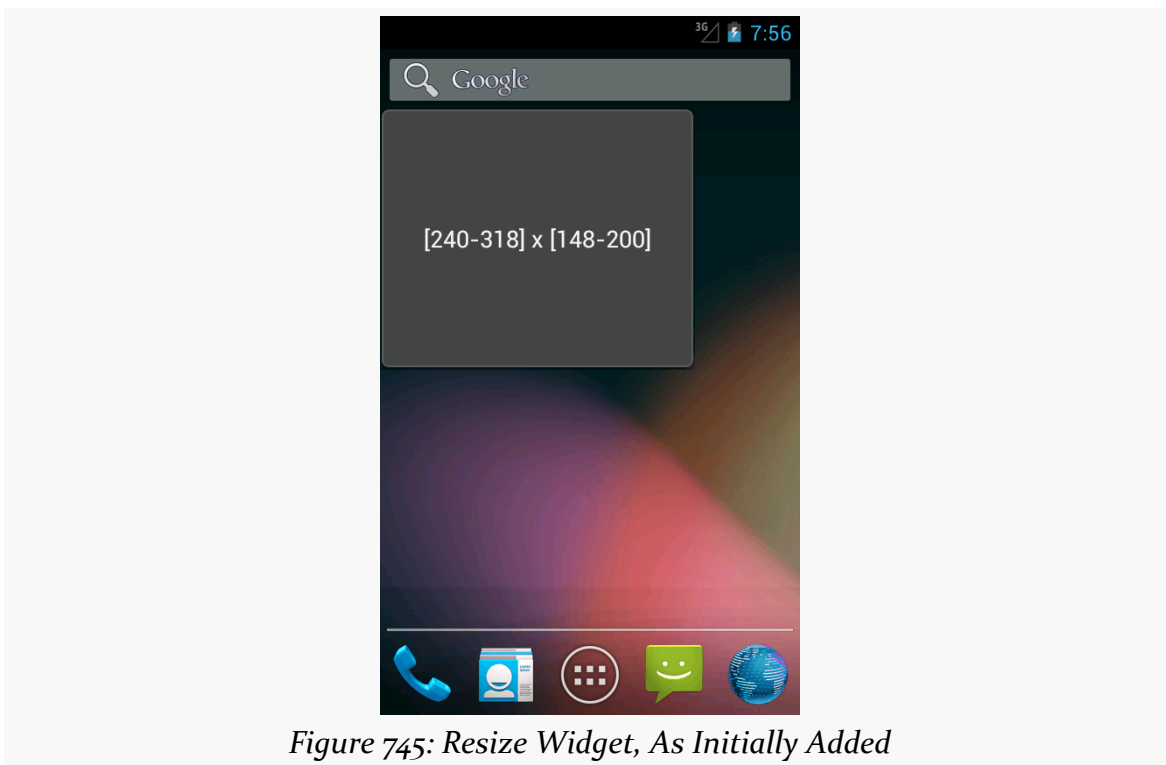 3G 7:56
Google
[240-318] x [148-200]
Figure 745: Resize Widget, As Initially Added